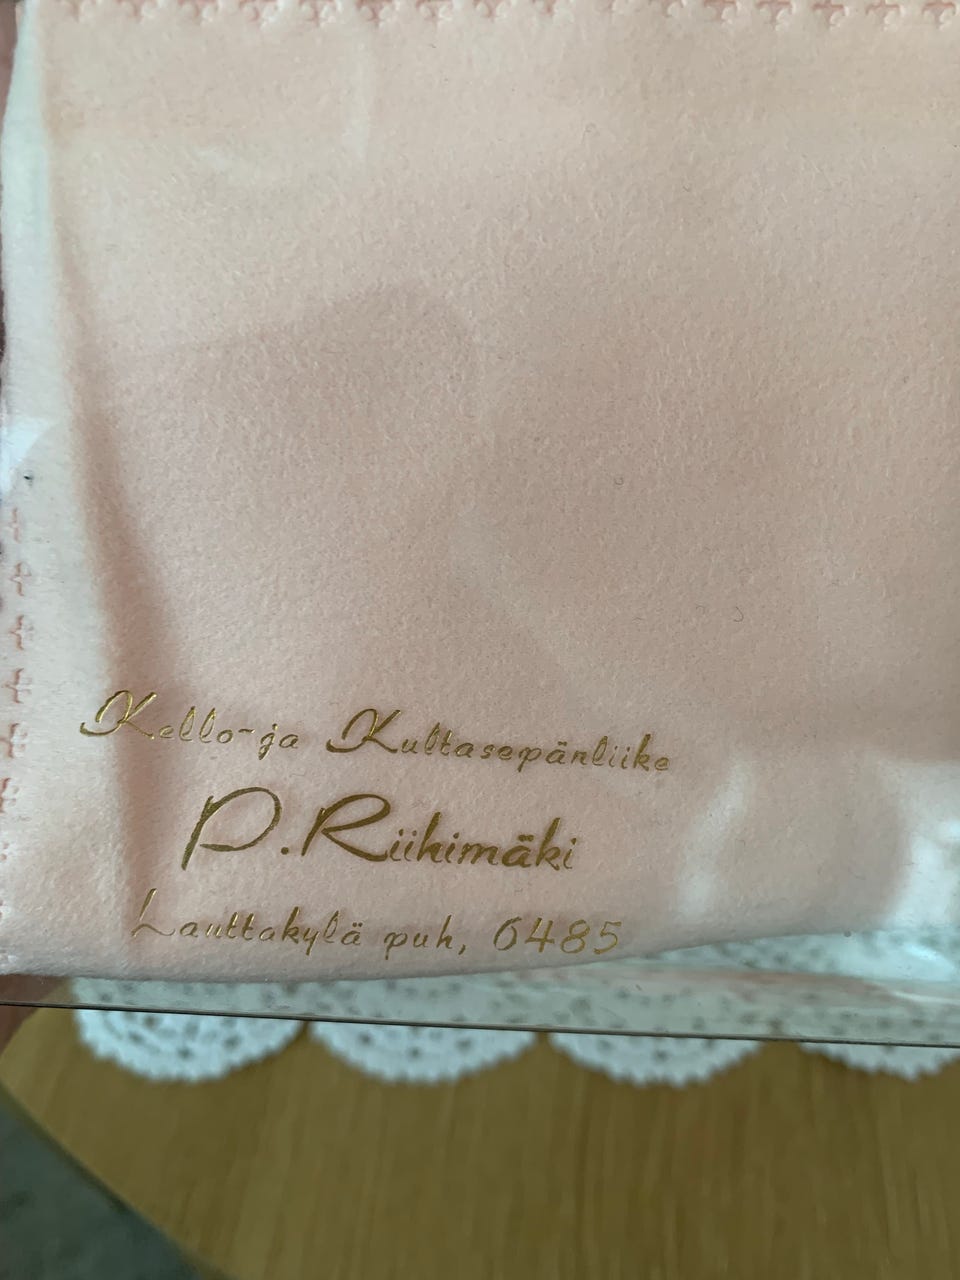 Kello- ja Kultasepänliike
P. Riihimäki
Lauttakylä puh, 6485